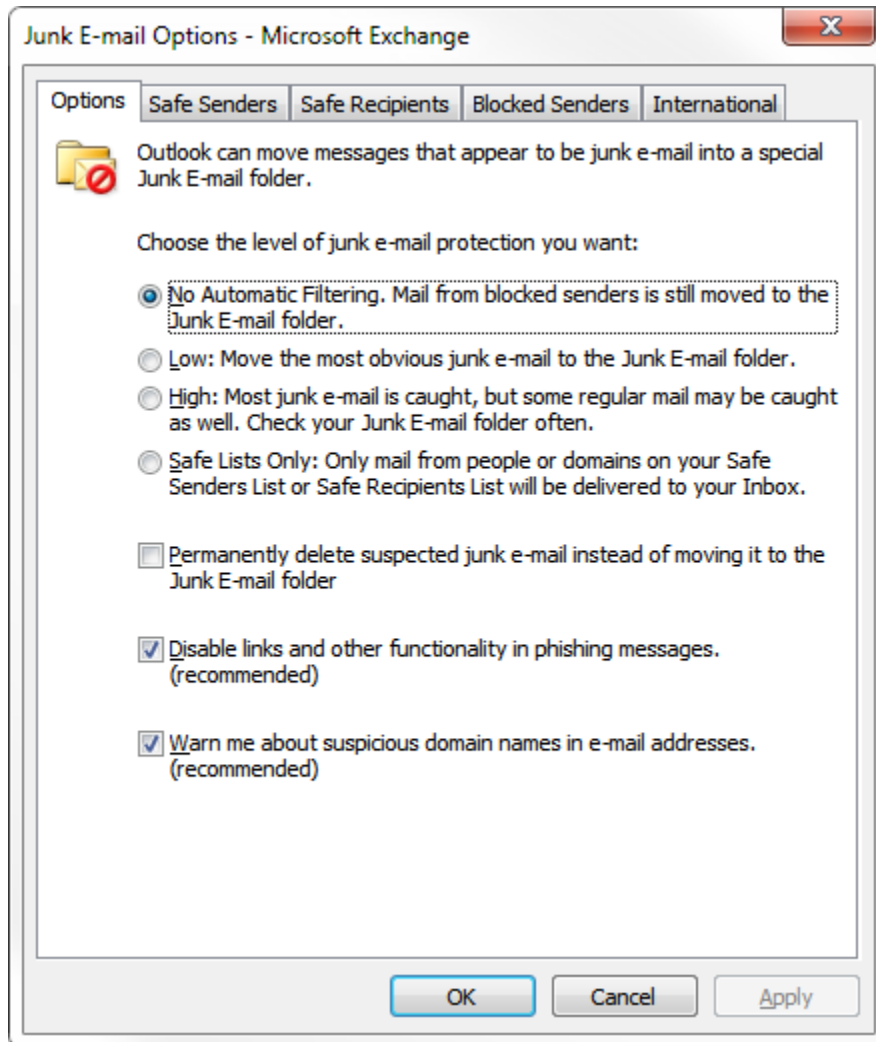 Junk E-mail Options - Microsoft Exchange
Options Safe Senders Safe Recipients Blocked Senders International
Outlook can move messages that appear to be junk e-mail into a special
Junk E-mail folder.
Choose the level of junk e-mail protection you want:
No Automatic Filtering. Mail from blocked senders is still moved to the
Junk E-mail folder.
Low: Move the most obvious junk e-mail to the Junk E-mail folder.
High: Most junk e-mail is caught, but some regular mail may be caught
as well. Check your Junk E-mail folder often.
Safe Lists Only: Only mail from people or domains on your Safe
Senders List or Safe Recipients List will be delivered to your Inbox.
Permanently delete suspected junk e-mail instead of moving it to the
Junk E-mail folder
Disable links and other functionality in phishing messages.
(recommended)
Warn me about suspicious domain names in e-mail addresses.
(recommended)
OK Cancel Apply